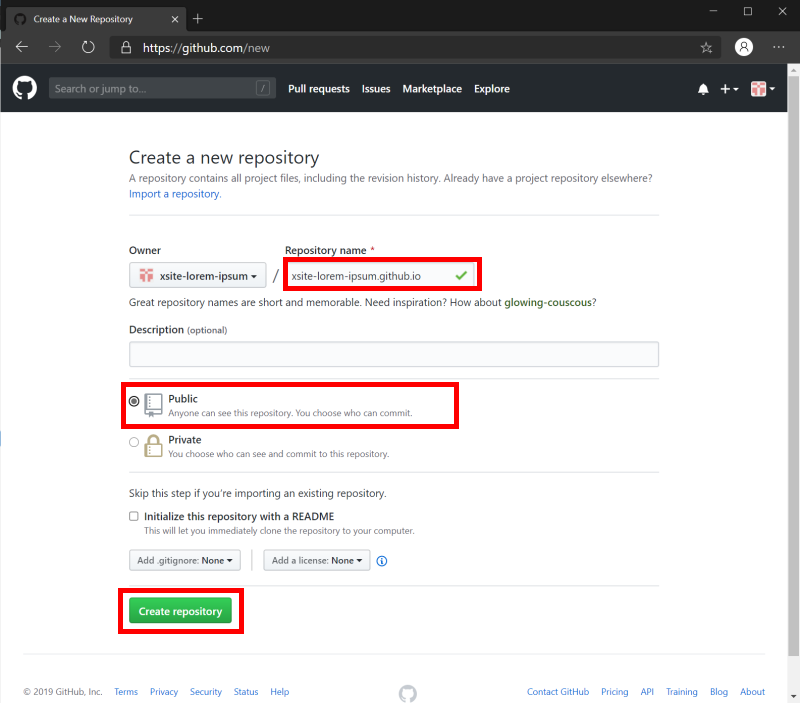 Create a New Repository
https://github.com/new
Search or jump to... /
Pull requests Issues Marketplace Explore
Create a new repository
A repository contains all project files, including the revision history. Already have a project repository elsewhere?
Import a repository.
Owner Repository name *
xsite-lorem-ipsum / xsite-lorem-ipsum.github.io
Great repository names are short and memorable. Need inspiration? How about glowing-couscous?
Description (optional)
Public
Anyone can see this repository. You choose who can commit.
Private
You choose who can see and commit to this repository.
Skip this step if you're importing an existing repository.
Initialize this repository with a README
This will let you immediately clone the repository to your computer.
Add .gitignore: None Add a license: None
Create repository
© 2019 GitHub, Inc. Terms Privacy Security Status Help Contact GitHub Pricing API Training Blog About